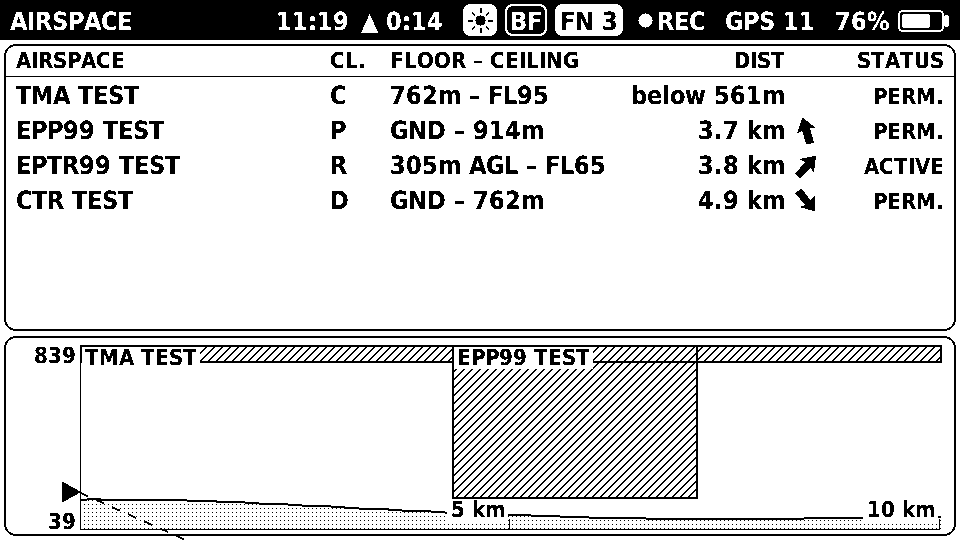 AIRSPACE 11:19 ▲ 0:14 BF FN 3 REC GPS 11 76%
AIRSPACE CL. FLOOR – CEILING DIST STATUS
TMA TEST C 762m – FL95 below 561m PERM.
EPP99 TEST P GND – 914m 3.7 km PERM.
EPTR99 TEST R 305m AGL – FL65 3.8 km ACTIVE
CTR TEST D GND – 762m 4.9 km PERM.
839 TMA TEST EPP99 TEST
5 km 10 km
39